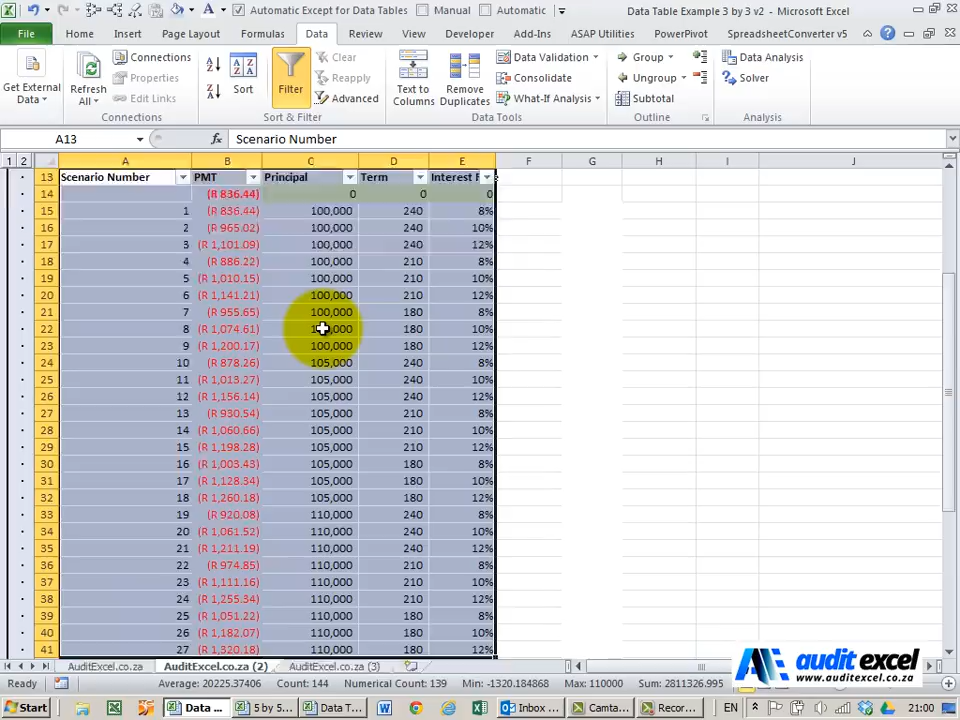 Automatic Except for Data Tables Manual Automatic Data Table Example 3 by 3 v2 - Microsoft Excel
File Home Insert Page Layout Formulas Data Review View Developer Add-Ins ASAP Utilities PowerPivot SpreadsheetConverter v5
Get External Data
Refresh All
Connections
Properties
Edit Links
Connections
Sort
Filter
Clear
Reapply
Advanced
Sort & Filter
Text to Columns
Remove Duplicates
Data Validation
Consolidate
What-If Analysis
Data Tools
Group
Ungroup
Subtotal
Outline
Data Analysis
Solver
Analysis
A13 fx Scenario Number
1 2 A B C D E F G H I J
13 Scenario Number PMT Principal Term Interest R
14 (R 836.44) 0 0 0
15 1 (R 836.44) 100,000 240 8%
16 2 (R 965.02) 100,000 240 10%
17 3 (R 1,101.09) 100,000 240 12%
18 4 (R 886.22) 100,000 210 8%
19 5 (R 1,010.15) 100,000 210 10%
20 6 (R 1,141.21) 100,000 210 12%
21 7 (R 955.65) 100,000 180 8%
22 8 (R 1,074.61) 100,000 180 10%
23 9 (R 1,200.17) 100,000 180 12%
24 10 (R 878.26) 105,000 240 8%
25 11 (R 1,013.27) 105,000 240 10%
26 12 (R 1,156.14) 105,000 240 12%
27 13 (R 930.54) 105,000 210 8%
28 14 (R 1,060.66) 105,000 210 10%
29 15 (R 1,198.28) 105,000 210 12%
30 16 (R 1,003.43) 105,000 180 8%
31 17 (R 1,128.34) 105,000 180 10%
32 18 (R 1,260.18) 105,000 180 12%
33 19 (R 920.08) 110,000 240 8%
34 20 (R 1,061.52) 110,000 240 10%
35 21 (R 1,211.19) 110,000 240 12%
36 22 (R 974.85) 110,000 210 8%
37 23 (R 1,111.16) 110,000 210 10%
38 24 (R 1,255.34) 110,000 210 12%
39 25 (R 1,051.22) 110,000 180 8%
40 26 (R 1,182.07) 110,000 180 10%
41 27 (R 1,320.18) 110,000 180 12%
AuditExcel.co.za AuditExcel.co.za (2) AuditExcel.co.za (3)
audit excel
www.auditexcel.co.za
Ready Average: 20225.37406 Count: 144 Numerical Count: 139 Min: -1320.184868 Max: 110000 Sum: 2811326.995
Start Data ... 5 by 5... Data T... Inbox ... Camta... Recor... EN 21:00